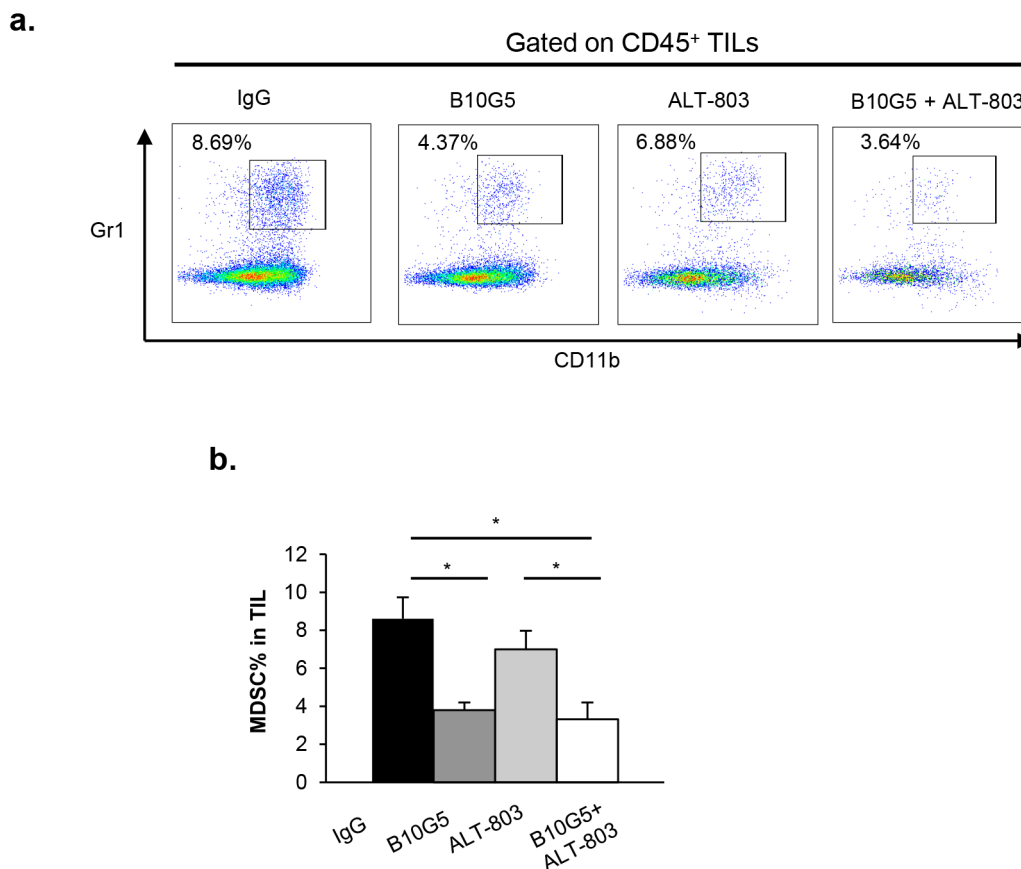 a.
Gated on CD45⁺ TILs
IgG B10G5 ALT-803 B10G5 + ALT-803
8.69% 4.37% 6.88% 3.64%
Gr1
CD11b
b.
*
* *
MDSC% in TIL
12
10
8
6
4
2
0
IgG B10G5 ALT-803 B10G5+
ALT-803